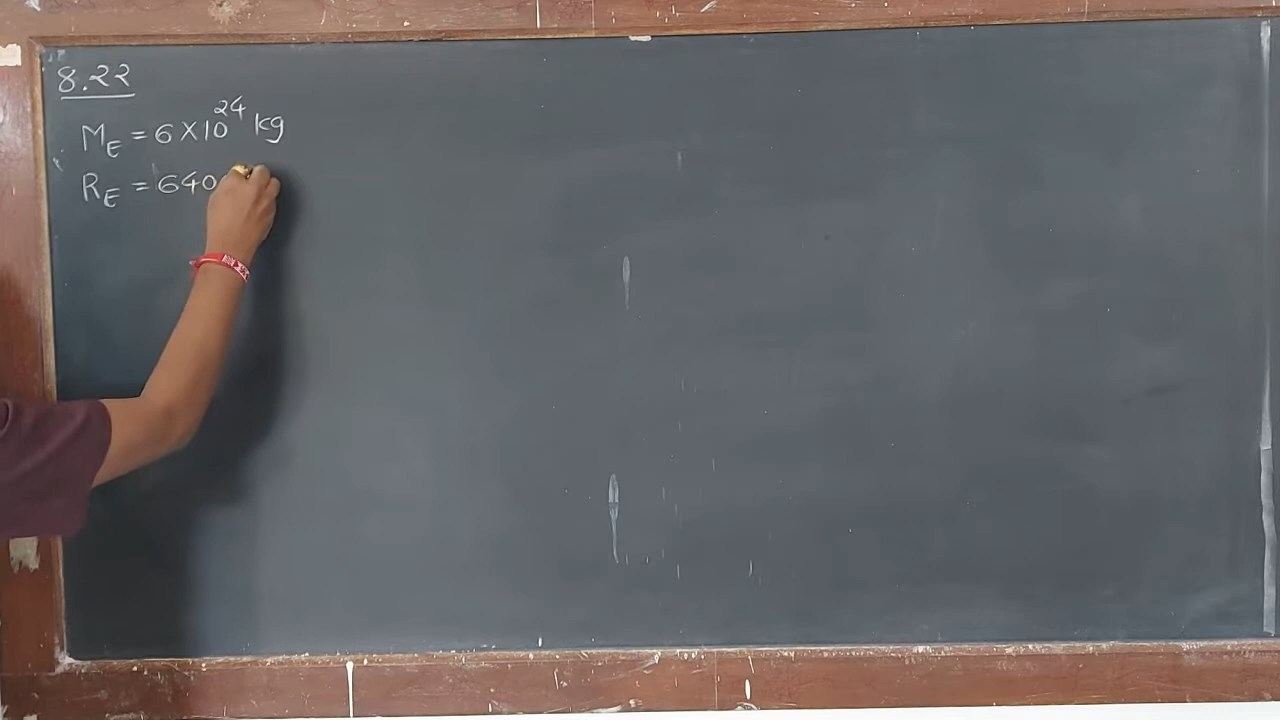 8.22
M_E = 6×10^24 kg
R_E = 640